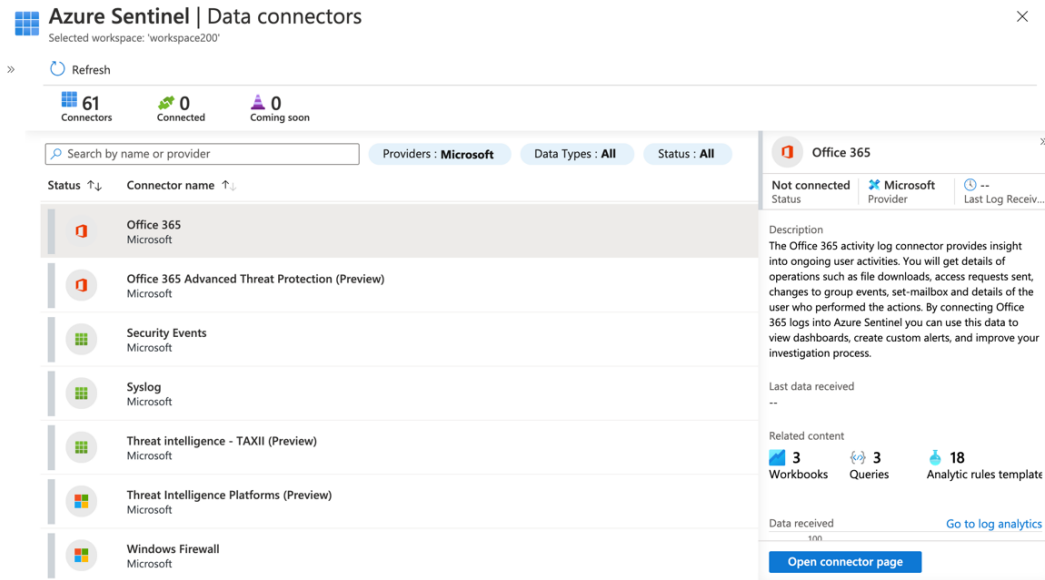 Azure Sentinel | Data connectors
Selected workspace: 'workspace200'
Refresh
61
Connectors
0
Connected
0
Coming soon
Search by name or provider
Providers : Microsoft
Data Types : All
Status : All
Status
Connector name
Office 365
Microsoft
Office 365 Advanced Threat Protection (Preview)
Microsoft
Security Events
Microsoft
Syslog
Microsoft
Threat intelligence - TAXII (Preview)
Microsoft
Threat Intelligence Platforms (Preview)
Microsoft
Windows Firewall
Microsoft
Office 365
Not connected
Status
Microsoft
Provider
--
Last Log Receiv...
Description
The Office 365 activity log connector provides insight
into ongoing user activities. You will get details of
operations such as file downloads, access requests sent,
changes to group events, set-mailbox and details of the
user who performed the actions. By connecting Office
365 logs into Azure Sentinel you can use this data to
view dashboards, create custom alerts, and improve your
investigation process.
Last data received
--
Related content
3
Workbooks
3
Queries
18
Analytic rules template
Data received
Go to log analytics
100
Open connector page